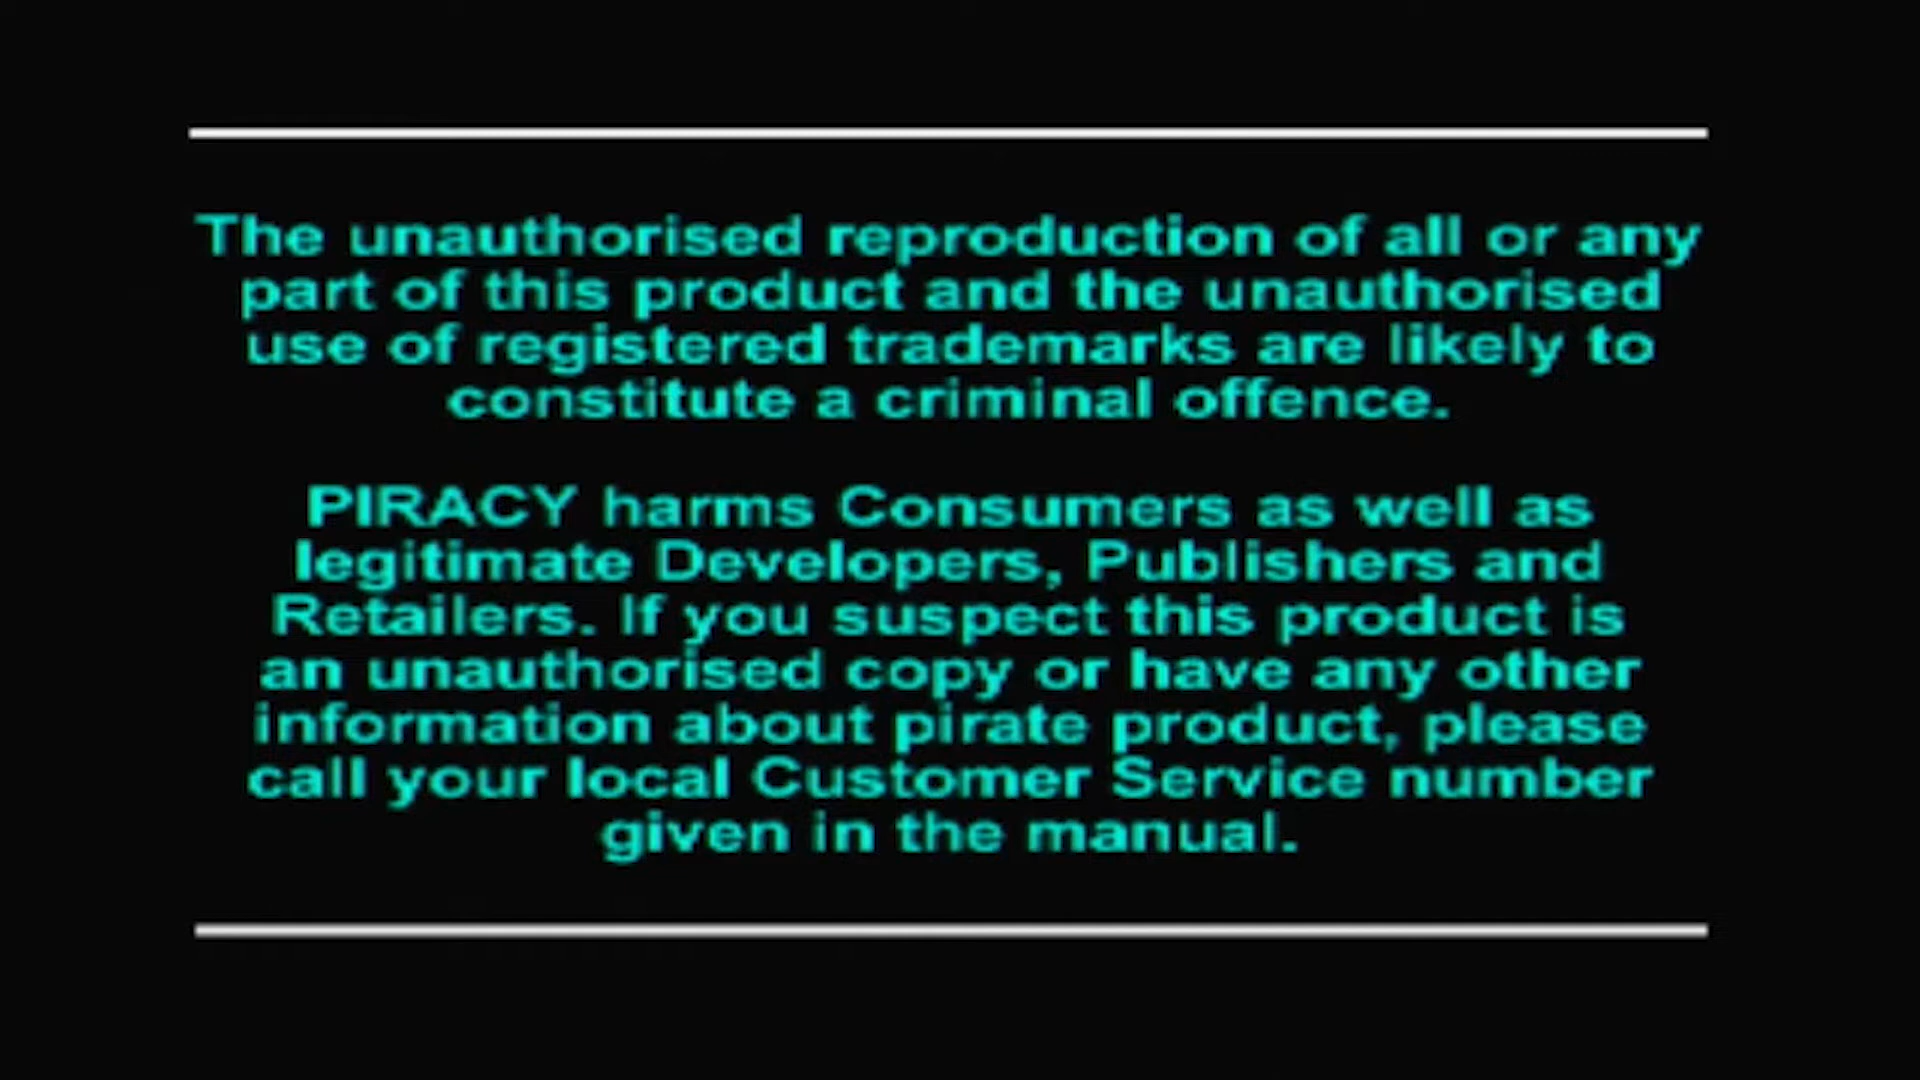 The unauthorised reproduction of all or any
part of this product and the unauthorised
use of registered trademarks are likely to
constitute a criminal offence.
PIRACY harms Consumers as well as
legitimate Developers, Publishers and
Retailers. If you suspect this product is
an unauthorised copy or have any other
information about pirate product, please
call your local Customer Service number
given in the manual.